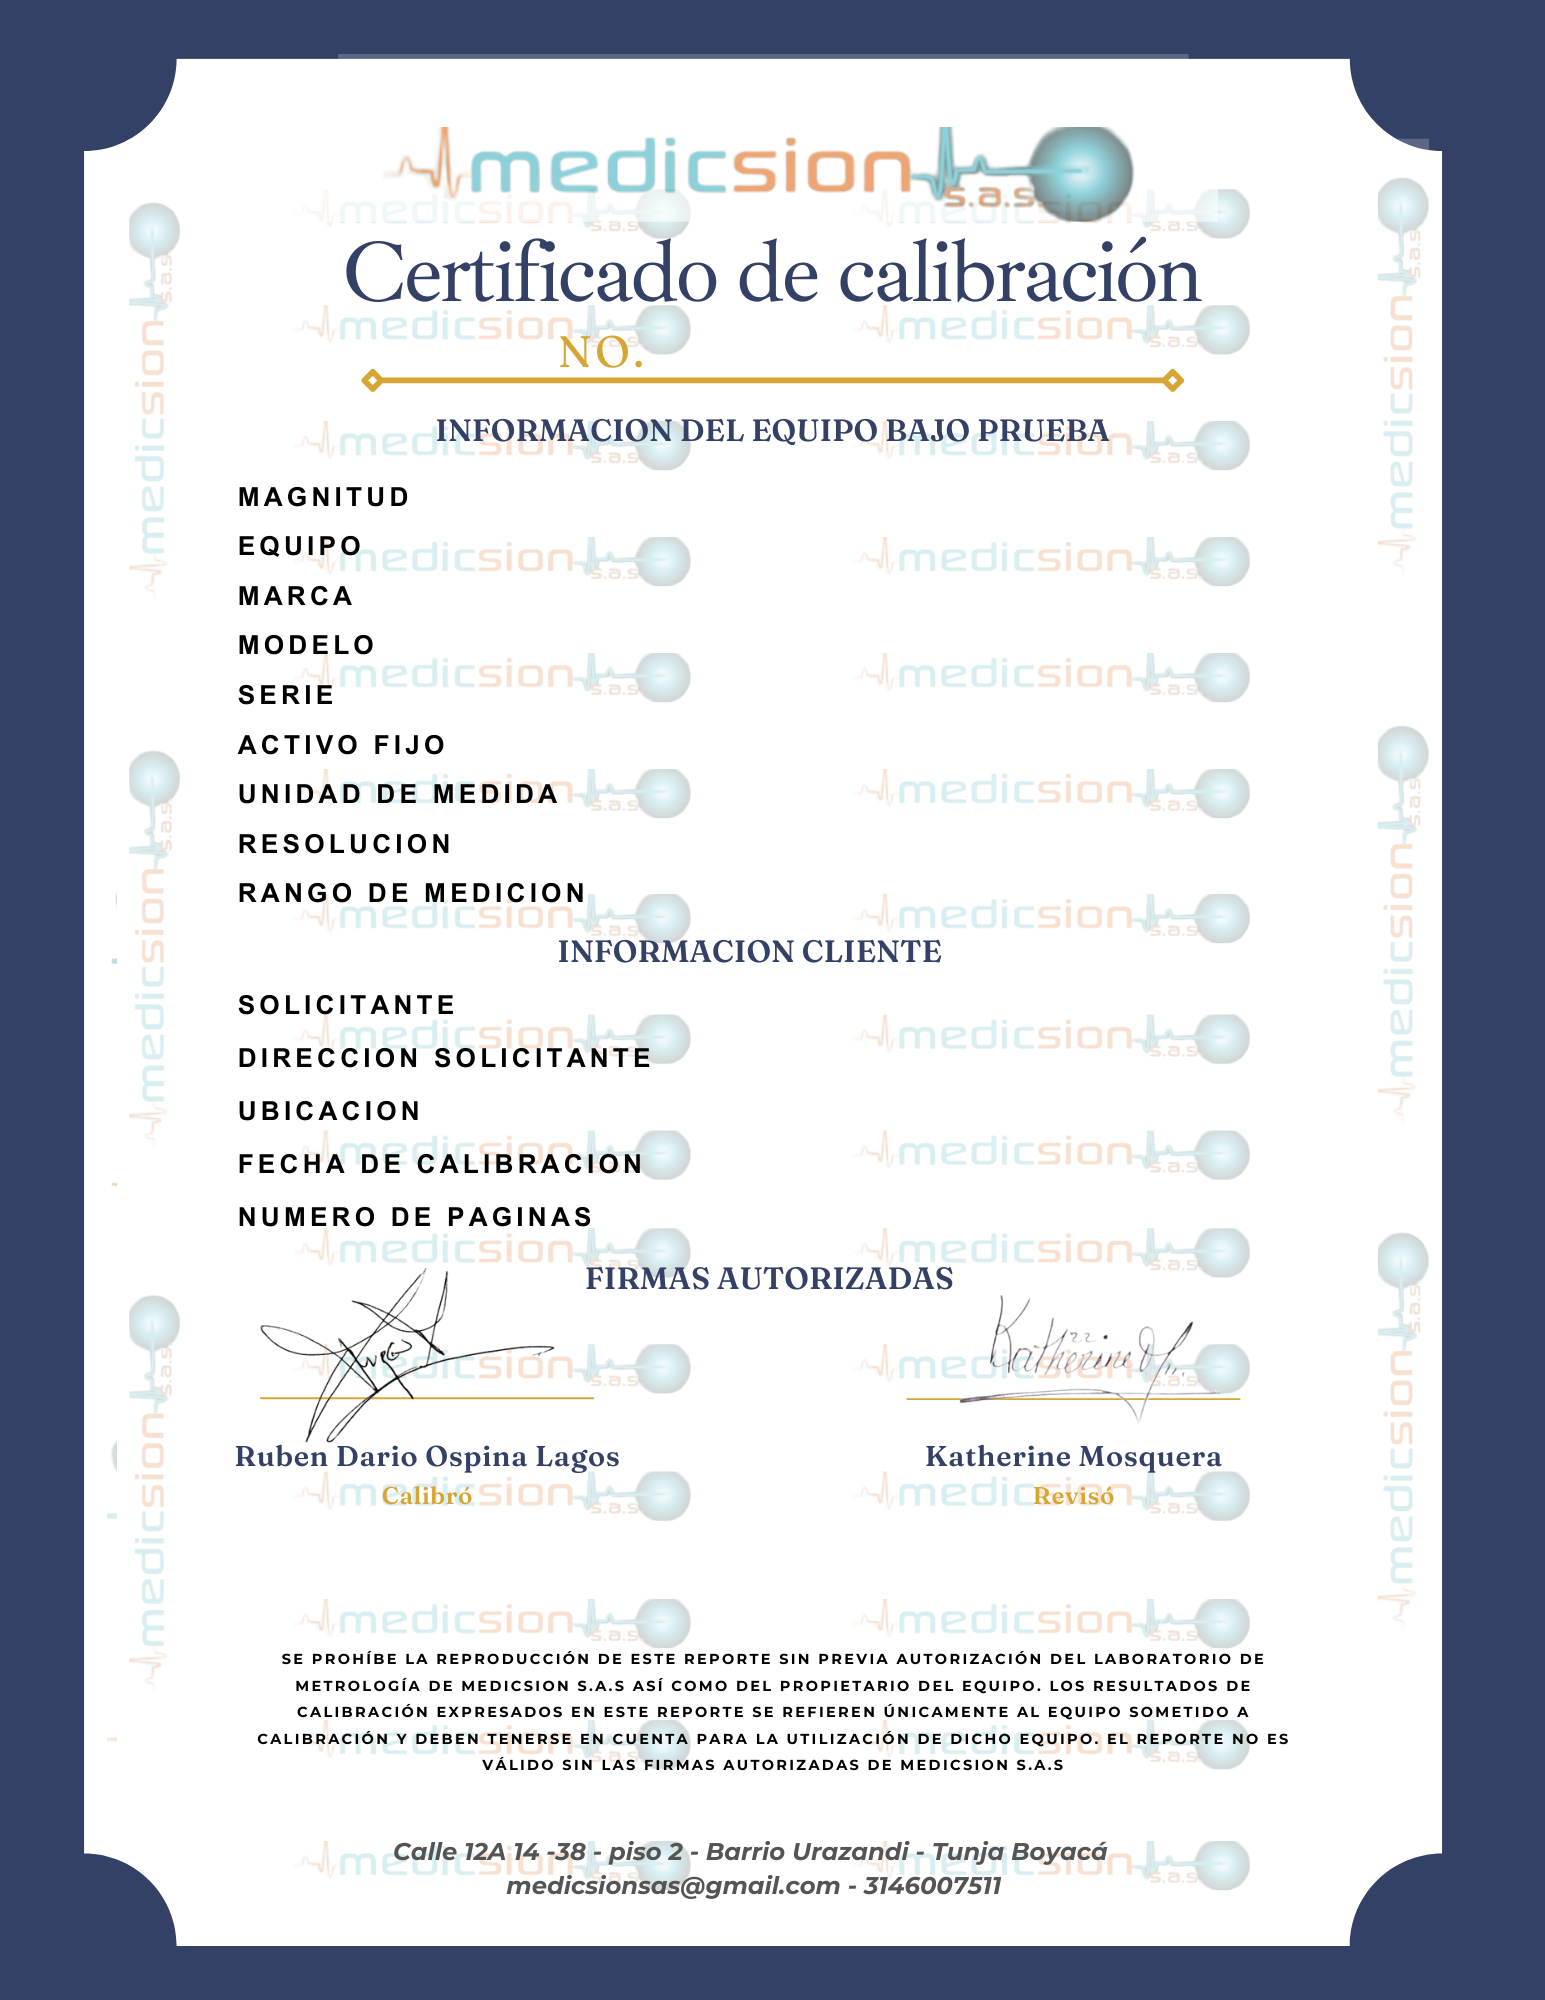 medicsion
s.a.s
Certificado de calibración
NO.
INFORMACION DEL EQUIPO BAJO PRUEBA
MAGNITUD
EQUIPO
MARCA
MODELO
SERIE
ACTIVO FIJO
UNIDAD DE MEDIDA
RESOLUCION
RANGO DE MEDICION
INFORMACION CLIENTE
SOLICITANTE
DIRECCION SOLICITANTE
UBICACION
FECHA DE CALIBRACION
NUMERO DE PAGINAS
FIRMAS AUTORIZADAS
Katherine
Ruben Dario Ospina Lagos
Katherine Mosquera
Calibró
Revisó
SE PROHÍBE LA REPRODUCCIÓN DE ESTE REPORTE SIN PREVIA AUTORIZACIÓN DEL LABORATORIO DE
METROLOGÍA DE MEDICSION S.A.S ASÍ COMO DEL PROPIETARIO DEL EQUIPO. LOS RESULTADOS DE
CALIBRACIÓN EXPRESADOS EN ESTE REPORTE SE REFIEREN ÚNICAMENTE AL EQUIPO SOMETIDO A
CALIBRACIÓN Y DEBEN TENERSE EN CUENTA PARA LA UTILIZACIÓN DE DICHO EQUIPO. EL REPORTE NO ES
VÁLIDO SIN LAS FIRMAS AUTORIZADAS DE MEDICSION S.A.S
Calle 12A 14 -38 - piso 2 - Barrio Urazandi - Tunja Boyacá
medicsionsas@gmail.com - 3146007511